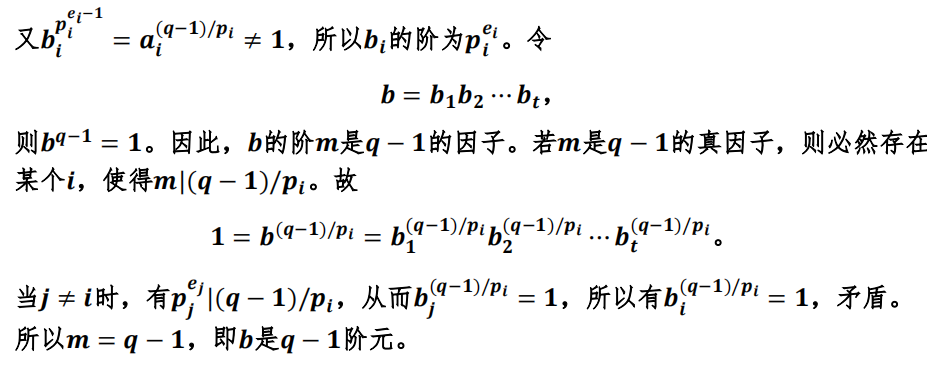 又$b_i^{p_i^{e_i-1}} = a_i^{(q-1)/p_i} \neq 1$，所以$b_i$的阶为$p_i^{e_i}$。令
$b = b_1 b_2 \cdots b_t$，
则$b^{q-1} = 1$。因此，$b$的阶$m$是$q-1$的因子。若$m$是$q-1$的真因子，则必然存在
某个$i$，使得$m|(q-1)/p_i$。故
$1 = b^{(q-1)/p_i} = b_1^{(q-1)/p_i} b_2^{(q-1)/p_i} \cdots b_t^{(q-1)/p_i}$。
当$j \neq i$时，有$p_j^{e_j}|(q-1)/p_i$，从而$b_j^{(q-1)/p_i} = 1$，所以有$b_i^{(q-1)/p_i} = 1$，矛盾。
所以$m = q-1$，即$b$是$q-1$阶元。